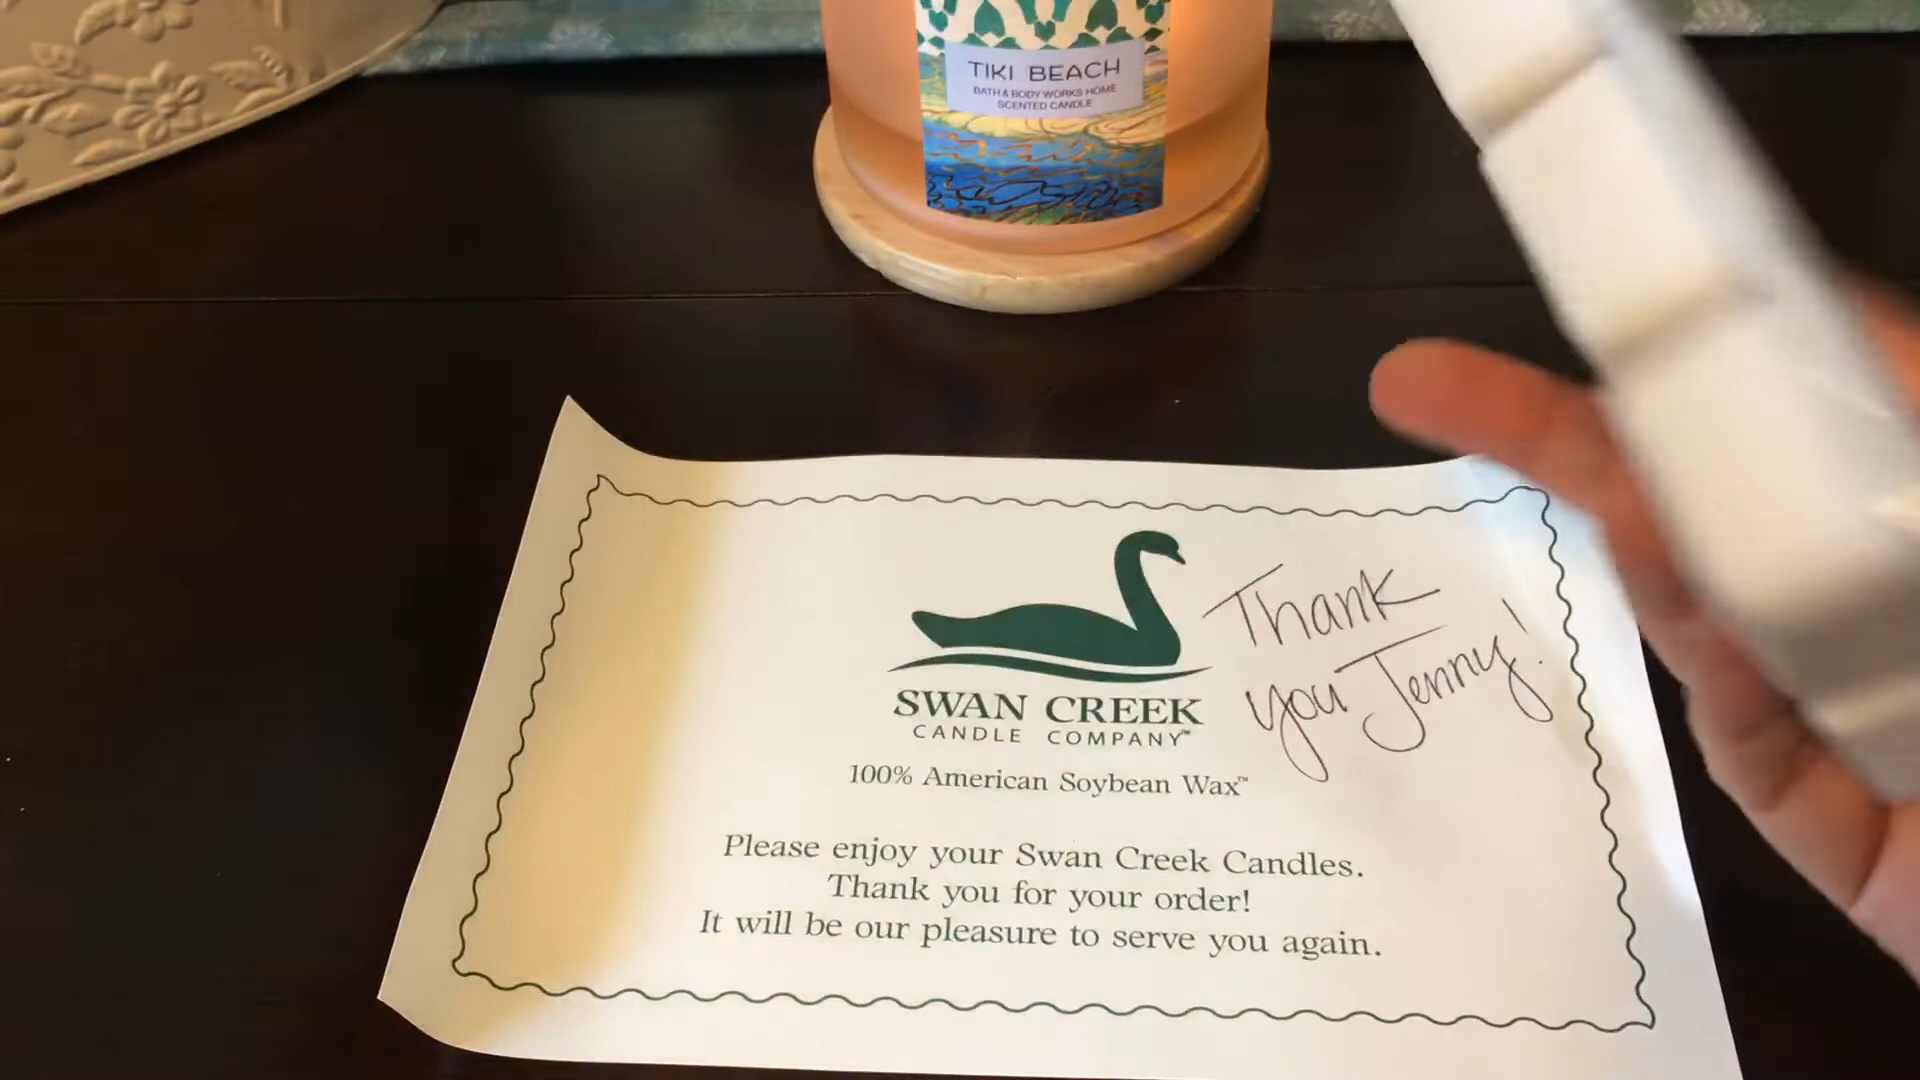 TIKI BEACH
BATH & BODY WORKS HOME
SCENTED CANDLE
Thank
you Jenny!
SWAN CREEK
CANDLE COMPANY™
100% American Soybean Wax™
Please enjoy your Swan Creek Candles.
Thank you for your order!
It will be our pleasure to serve you again.